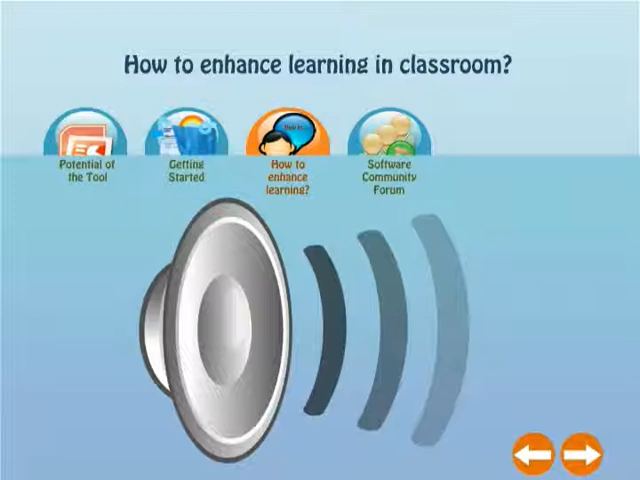 How to enhance learning in classroom?
Potential of
the Tool
Getting
Started
How to
enhance
learning?
Software
Community
Forum